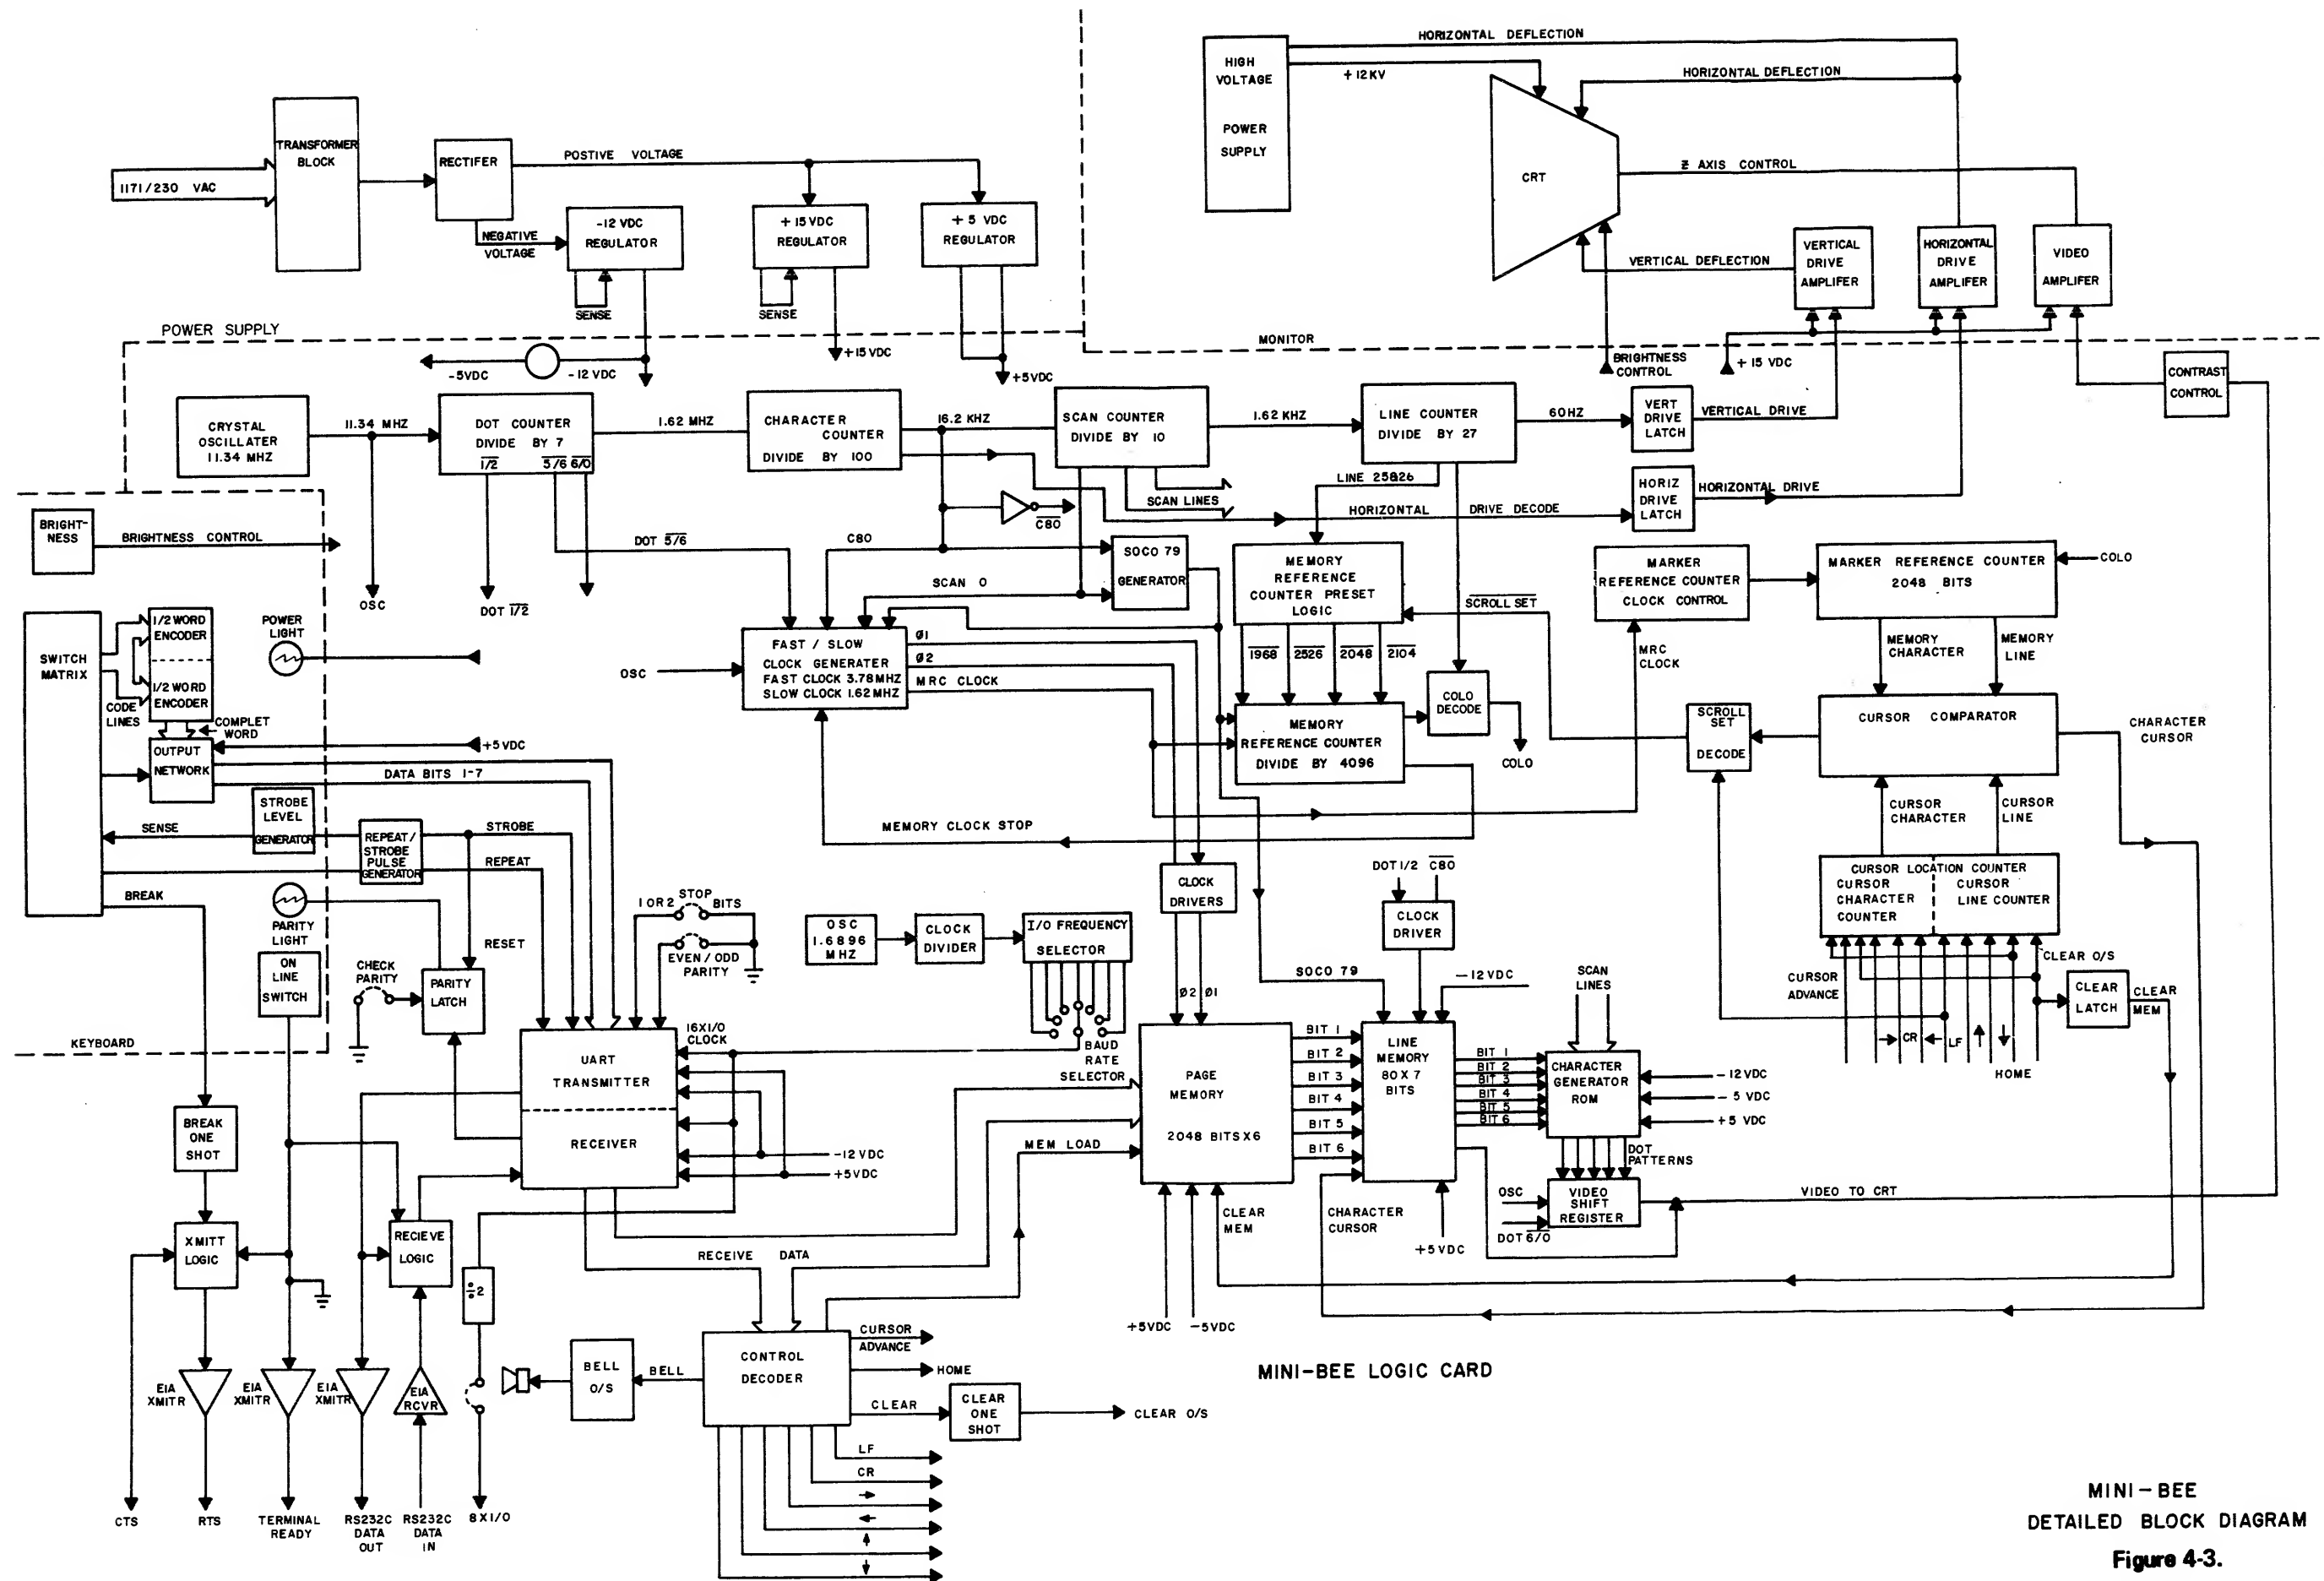 HORIZONTAL DEFLECTION
HIGH
VOLTAGE
POWER
SUPPLY
+12KV
HORIZONTAL DEFLECTION
CRT
Z AXIS CONTROL
VERTICAL
DRIVE
AMPLIFER
HORIZONTAL
DRIVE
AMPLIFER
VIDEO
AMPLIFER
VERTICAL DEFLECTION
MONITOR
BRIGHTNESS
CONTROL
+ 15 VDC
CONTRAST
CONTROL
TRANSFORMER
BLOCK
1171/230 VAC
RECTIFER
POSTIVE VOLTAGE
NEGATIVE
VOLTAGE
-12 VDC
REGULATOR
+ 15VDC
REGULATOR
+ 5 VDC
REGULATOR
SENSE
SENSE
POWER SUPPLY
-5VDC
-12 VDC
+15VDC
+5VDC
CRYSTAL
OSCILLATER
11.34 MHZ
11.34 MHZ
DOT COUNTER
DIVIDE BY 7
1/2
5/6 6/0
1.62 MHZ
CHARACTER
COUNTER
DIVIDE BY 100
16.2 KHZ
SCAN COUNTER
DIVIDE BY 10
1.62 KHZ
LINE COUNTER
DIVIDE BY 27
60HZ
VERT
DRIVE
LATCH
VERTICAL DRIVE
LINE 25&26
SCAN LINES
HORIZ
DRIVE
LATCH
HORIZONTAL DRIVE
HORIZONTAL DRIVE DECODE
C80
BRIGHT-
NESS
BRIGHTNESS CONTROL
OSC
DOT 1/2
DOT 5/6
C80
SCAN 0
SOCO 79
GENERATOR
MEMORY
REFERENCE
COUNTER PRESET
LOGIC
SCROLL SET
MARKER
REFERENCE COUNTER
CLOCK CONTROL
MARKER REFERENCE COUNTER
2048 BITS
COLO
MEMORY
CHARACTER
MEMORY
LINE
SWITCH
MATRIX
1/2 WORD
ENCODER
1/2 WORD
ENCODER
CODE
LINES
COMPLET
WORD
POWER
LIGHT
OUTPUT
NETWORK
+5VDC
DATA BITS 1-7
OSC
FAST / SLOW
CLOCK GENERATER
FAST CLOCK 3.78MHZ
SLOW CLOCK 1.62MHZ
Ø1
Ø2
MRC CLOCK
1968
2526
2048
2104
MEMORY
REFERENCE COUNTER
DIVIDE BY 4096
COLO
DECODE
COLO
MRC
CLOCK
SCROLL
SET
DECODE
CURSOR COMPARATOR
CHARACTER
CURSOR
CURSOR
CHARACTER
CURSOR
LINE
MEMORY CLOCK STOP
STROBE
LEVEL
GENERATOR
SENSE
REPEAT/
STROBE
PULSE
GENERATOR
STROBE
REPEAT
BREAK
PARITY
LIGHT
RESET
ON
LINE
SWITCH
CHECK
PARITY
PARITY
LATCH
KEYBOARD
1 OR 2 STOP BITS
EVEN / ODD
PARITY
OSC
1.6896
MHZ
CLOCK
DIVIDER
I/O FREQUENCY
SELECTOR
BAUD
RATE
SELECTOR
CLOCK
DRIVERS
DOT 1/2 C80
CLOCK
DRIVER
SOCO 79
-12 VDC
Ø2 Ø1
CURSOR LOCATION COUNTER
CURSOR
CHARACTER
COUNTER
CURSOR
LINE COUNTER
CURSOR
ADVANCE
CLEAR O/S
CLEAR
LATCH
CLEAR
MEM
→ CR ← LF ↑ ↓
HOME
16X1/0
CLOCK
UART
TRANSMITTER
RECEIVER
-12 VDC
+5VDC
MEM LOAD
PAGE
MEMORY
2048 BITS X 6
BIT 1
BIT 2
BIT 3
BIT 4
BIT 5
BIT 6
LINE
MEMORY
80 X 7
BITS
BIT 1
BIT 2
BIT 3
BIT 4
BIT 5
BIT 6
SCAN
LINES
CHARACTER
GENERATOR
ROM
- 12 VDC
- 5 VDC
+ 5 VDC
DOT
PATTERNS
OSC
DOT 6/0
VIDEO
SHIFT
REGISTER
VIDEO TO CRT
CLEAR
MEM
CHARACTER
CURSOR
+5VDC
+5VDC -5VDC
BREAK
ONE
SHOT
XMITT
LOGIC
RECIEVE
LOGIC
÷2
RECEIVE DATA
EIA
XMITR
EIA
XMITR
EIA
XMITR
EIA
RCVR
CTS
RTS
TERMINAL
READY
RS232C
DATA
OUT
RS232C
DATA
IN
8X1/0
BELL
O/S
BELL
CONTROL
DECODER
CURSOR
ADVANCE
HOME
CLEAR
CLEAR
ONE
SHOT
CLEAR O/S
LF
CR
→
←
↑
↓
MINI-BEE LOGIC CARD
MINI-BEE
DETAILED BLOCK DIAGRAM
Figure 4-3.